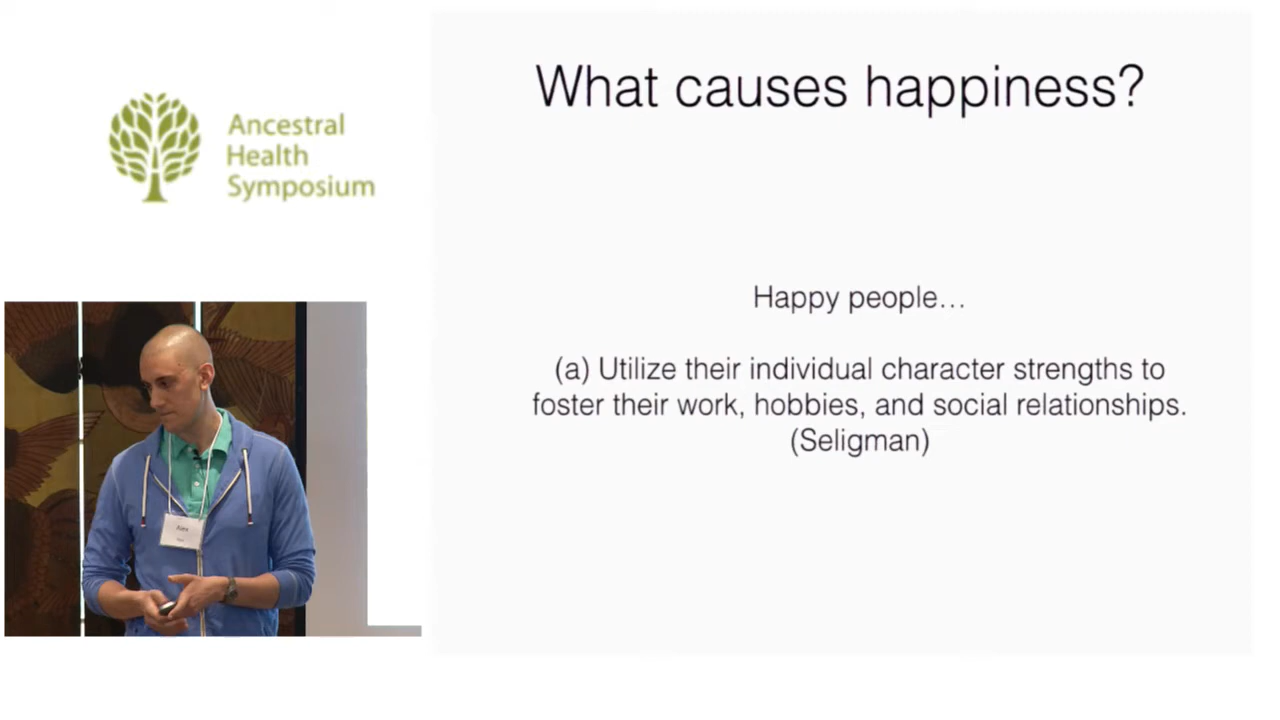 What causes happiness?
Ancestral
Health
Symposium
Happy people…
(a) Utilize their individual character strengths to
foster their work, hobbies, and social relationships.
(Seligman)
Alex